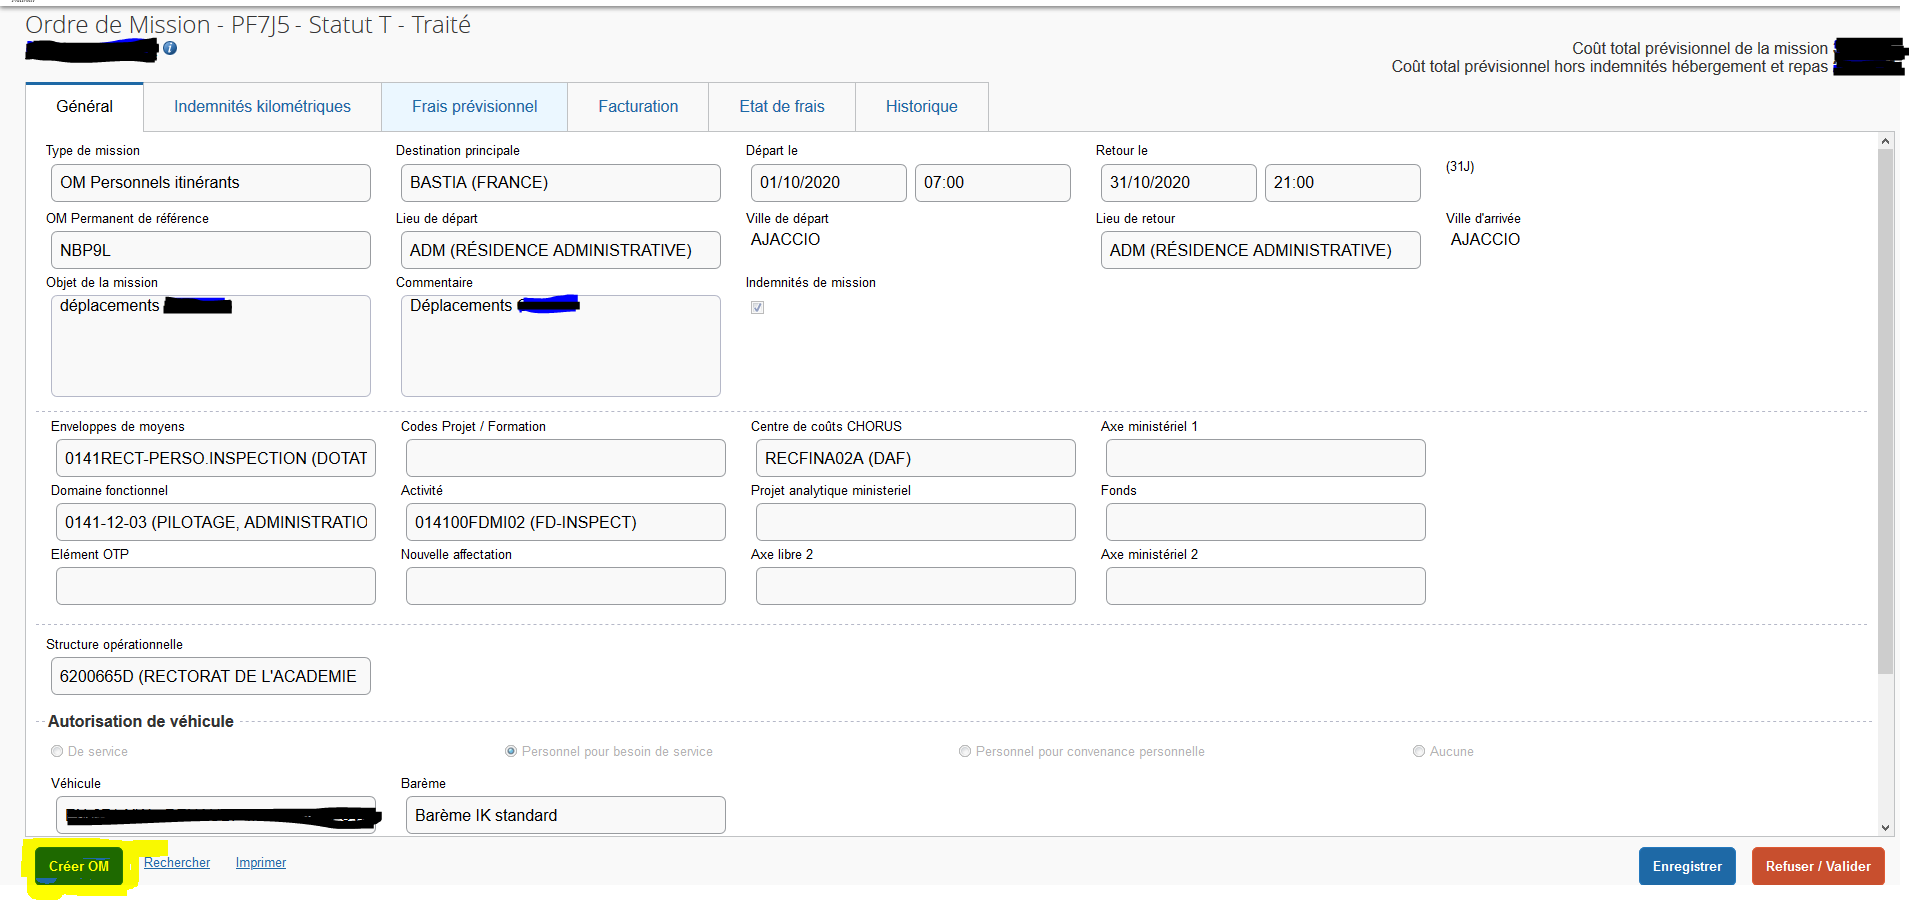 Ordre de Mission - PF7J5 - Statut T - Traité
Coût total prévisionnel de la mission
Coût total prévisionnel hors indemnités hébergement et repas
Général Indemnités kilométriques Frais prévisionnel Facturation Etat de frais Historique
Type de mission Destination principale Départ le Retour le
OM Personnels itinérants BASTIA (FRANCE) 01/10/2020 07:00 31/10/2020 21:00 (31J)
OM Permanent de référence Lieu de départ Ville de départ Lieu de retour Ville d'arrivée
NBP9L ADM (RÉSIDENCE ADMINISTRATIVE) AJACCIO ADM (RÉSIDENCE ADMINISTRATIVE) AJACCIO
Objet de la mission Commentaire Indemnités de mission
déplacements Déplacements
Enveloppes de moyens Codes Projet / Formation Centre de coûts CHORUS Axe ministériel 1
0141RECT-PERSO.INSPECTION (DOTAT RECFINA02A (DAF)
Domaine fonctionnel Activité Projet analytique ministeriel Fonds
0141-12-03 (PILOTAGE, ADMINISTRATIO 014100FDMI02 (FD-INSPECT)
Elément OTP Nouvelle affectation Axe libre 2 Axe ministériel 2
Structure opérationnelle
6200665D (RECTORAT DE L'ACADEMIE
Autorisation de véhicule
De service Personnel pour besoin de service Personnel pour convenance personnelle Aucune
Véhicule Barème
Barème IK standard
Créer OM Rechercher Imprimer Enregistrer Refuser / Valider